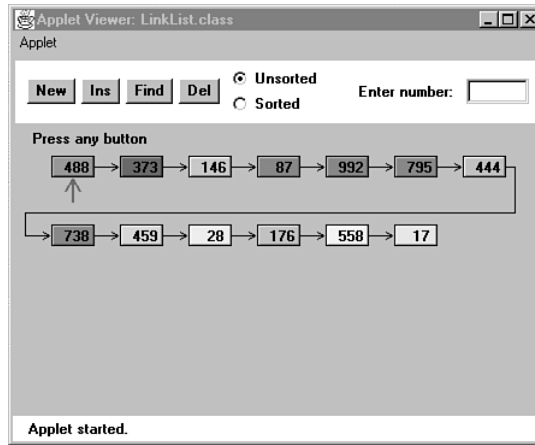 Applet Viewer: LinkList.class
Applet
New Ins Find Del Unsorted Sorted Enter number:
Press any button
488 373 146 87 992 795 444
738 459 28 176 558 17
Applet started.